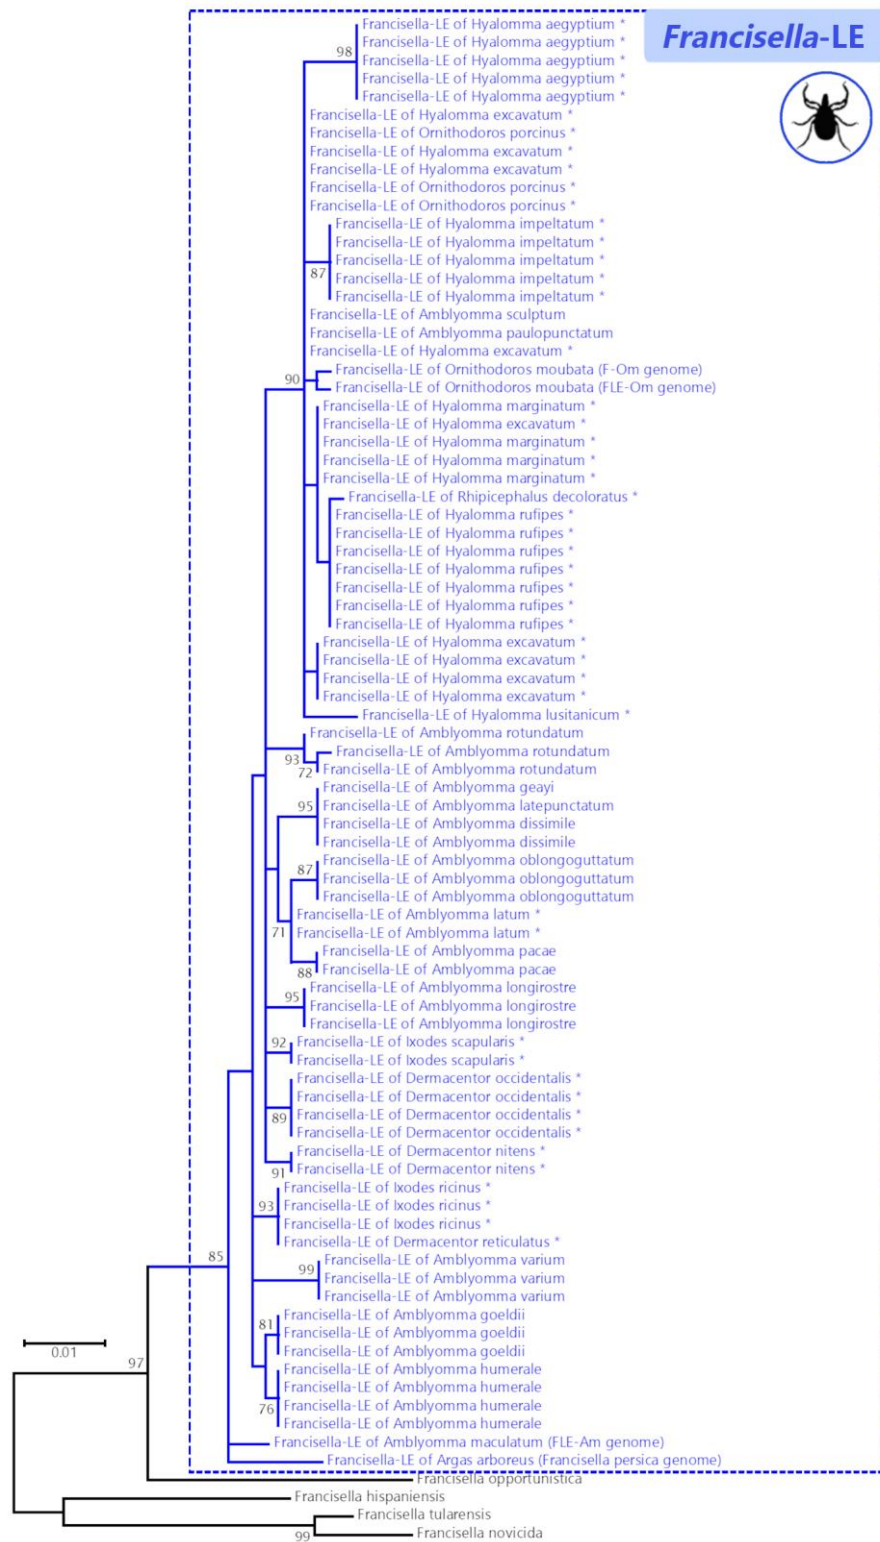 Francisella-LE
Francisella-LE of Hyalomma aegyptium *
Francisella-LE of Hyalomma aegyptium *
98
Francisella-LE of Hyalomma aegyptium *
Francisella-LE of Hyalomma aegyptium *
Francisella-LE of Hyalomma aegyptium *
Francisella-LE of Hyalomma excavatum *
Francisella-LE of Ornithodoros porcinus *
Francisella-LE of Hyalomma excavatum *
Francisella-LE of Hyalomma excavatum *
Francisella-LE of Ornithodoros porcinus *
Francisella-LE of Ornithodoros porcinus *
Francisella-LE of Hyalomma impeltatum *
Francisella-LE of Hyalomma impeltatum *
Francisella-LE of Hyalomma impeltatum *
87
Francisella-LE of Hyalomma impeltatum *
Francisella-LE of Hyalomma impeltatum *
Francisella-LE of Amblyomma sculptum
Francisella-LE of Amblyomma paulopunctatum
Francisella-LE of Hyalomma excavatum *
Francisella-LE of Ornithodoros moubata (F-Om genome)
90
Francisella-LE of Ornithodoros moubata (FLE-Om genome)
Francisella-LE of Hyalomma marginatum *
Francisella-LE of Hyalomma excavatum *
Francisella-LE of Hyalomma marginatum *
Francisella-LE of Hyalomma marginatum *
Francisella-LE of Hyalomma marginatum *
Francisella-LE of Rhipicephalus decoloratus *
Francisella-LE of Hyalomma rufipes *
Francisella-LE of Hyalomma rufipes *
Francisella-LE of Hyalomma rufipes *
Francisella-LE of Hyalomma rufipes *
Francisella-LE of Hyalomma rufipes *
Francisella-LE of Hyalomma rufipes *
Francisella-LE of Hyalomma rufipes *
Francisella-LE of Hyalomma excavatum *
Francisella-LE of Hyalomma excavatum *
Francisella-LE of Hyalomma excavatum *
Francisella-LE of Hyalomma excavatum *
Francisella-LE of Hyalomma lusitanicum *
Francisella-LE of Amblyomma rotundatum
Francisella-LE of Amblyomma rotundatum
93
72
Francisella-LE of Amblyomma rotundatum
Francisella-LE of Amblyomma geayi
95
Francisella-LE of Amblyomma latepunctatum
Francisella-LE of Amblyomma dissimile
Francisella-LE of Amblyomma dissimile
Francisella-LE of Amblyomma oblongoguttatum
87
Francisella-LE of Amblyomma oblongoguttatum
Francisella-LE of Amblyomma oblongoguttatum
Francisella-LE of Amblyomma latum *
71
Francisella-LE of Amblyomma latum *
Francisella-LE of Amblyomma pacae
88
Francisella-LE of Amblyomma pacae
Francisella-LE of Amblyomma longirostre
95
Francisella-LE of Amblyomma longirostre
Francisella-LE of Amblyomma longirostre
92
Francisella-LE of Ixodes scapularis *
Francisella-LE of Ixodes scapularis *
Francisella-LE of Dermacentor occidentalis *
Francisella-LE of Dermacentor occidentalis *
89
Francisella-LE of Dermacentor occidentalis *
Francisella-LE of Dermacentor occidentalis *
Francisella-LE of Dermacentor nitens *
91
Francisella-LE of Dermacentor nitens *
Francisella-LE of Ixodes ricinus *
93
Francisella-LE of Ixodes ricinus *
Francisella-LE of Ixodes ricinus *
Francisella-LE of Dermacentor reticulatus *
85
Francisella-LE of Amblyomma varium
99
Francisella-LE of Amblyomma varium
Francisella-LE of Amblyomma varium
Francisella-LE of Amblyomma goeldii
81
Francisella-LE of Amblyomma goeldii
Francisella-LE of Amblyomma goeldii
0.01
97
Francisella-LE of Amblyomma humerale
Francisella-LE of Amblyomma humerale
76
Francisella-LE of Amblyomma humerale
Francisella-LE of Amblyomma humerale
Francisella-LE of Amblyomma maculatum (FLE-Am genome)
Francisella-LE of Argas arboreus (Francisella persica genome)
Francisella opportunistica
Francisella hispaniensis
Francisella tularensis
99
Francisella novicida